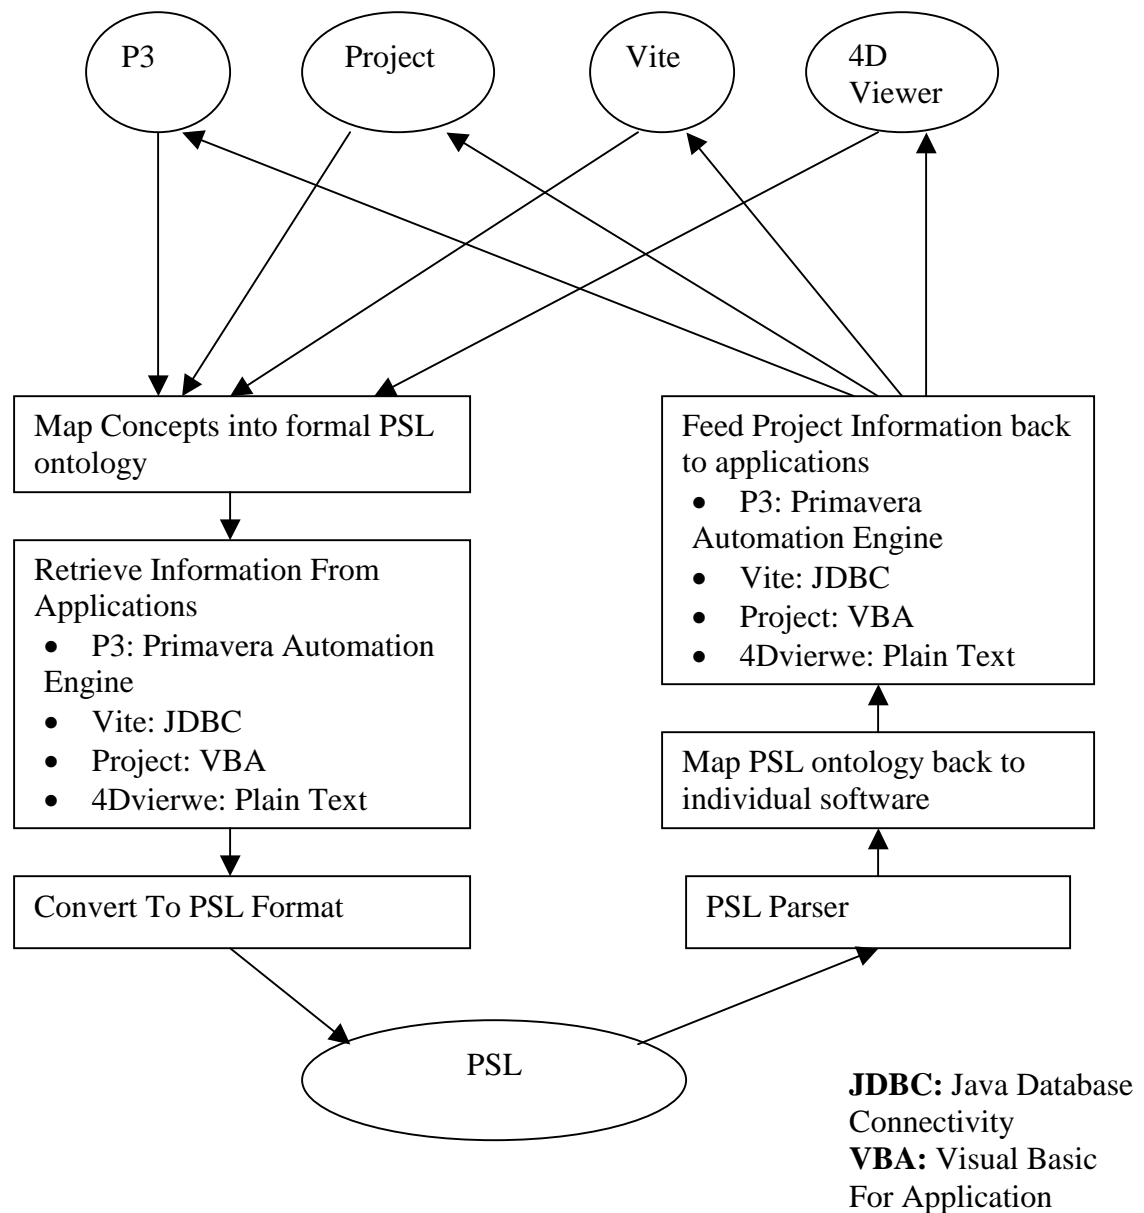 P3
Project
Vite
4D
Viewer
Map Concepts into formal PSL
ontology
Retrieve Information From
Applications
• P3: Primavera Automation
Engine
• Vite: JDBC
• Project: VBA
• 4Dvierwe: Plain Text
Convert To PSL Format
PSL
Feed Project Information back
to applications
• P3: Primavera
Automation Engine
• Vite: JDBC
• Project: VBA
• 4Dvierwe: Plain Text
Map PSL ontology back to
individual software
PSL Parser
JDBC: Java Database
Connectivity
VBA: Visual Basic
For Application